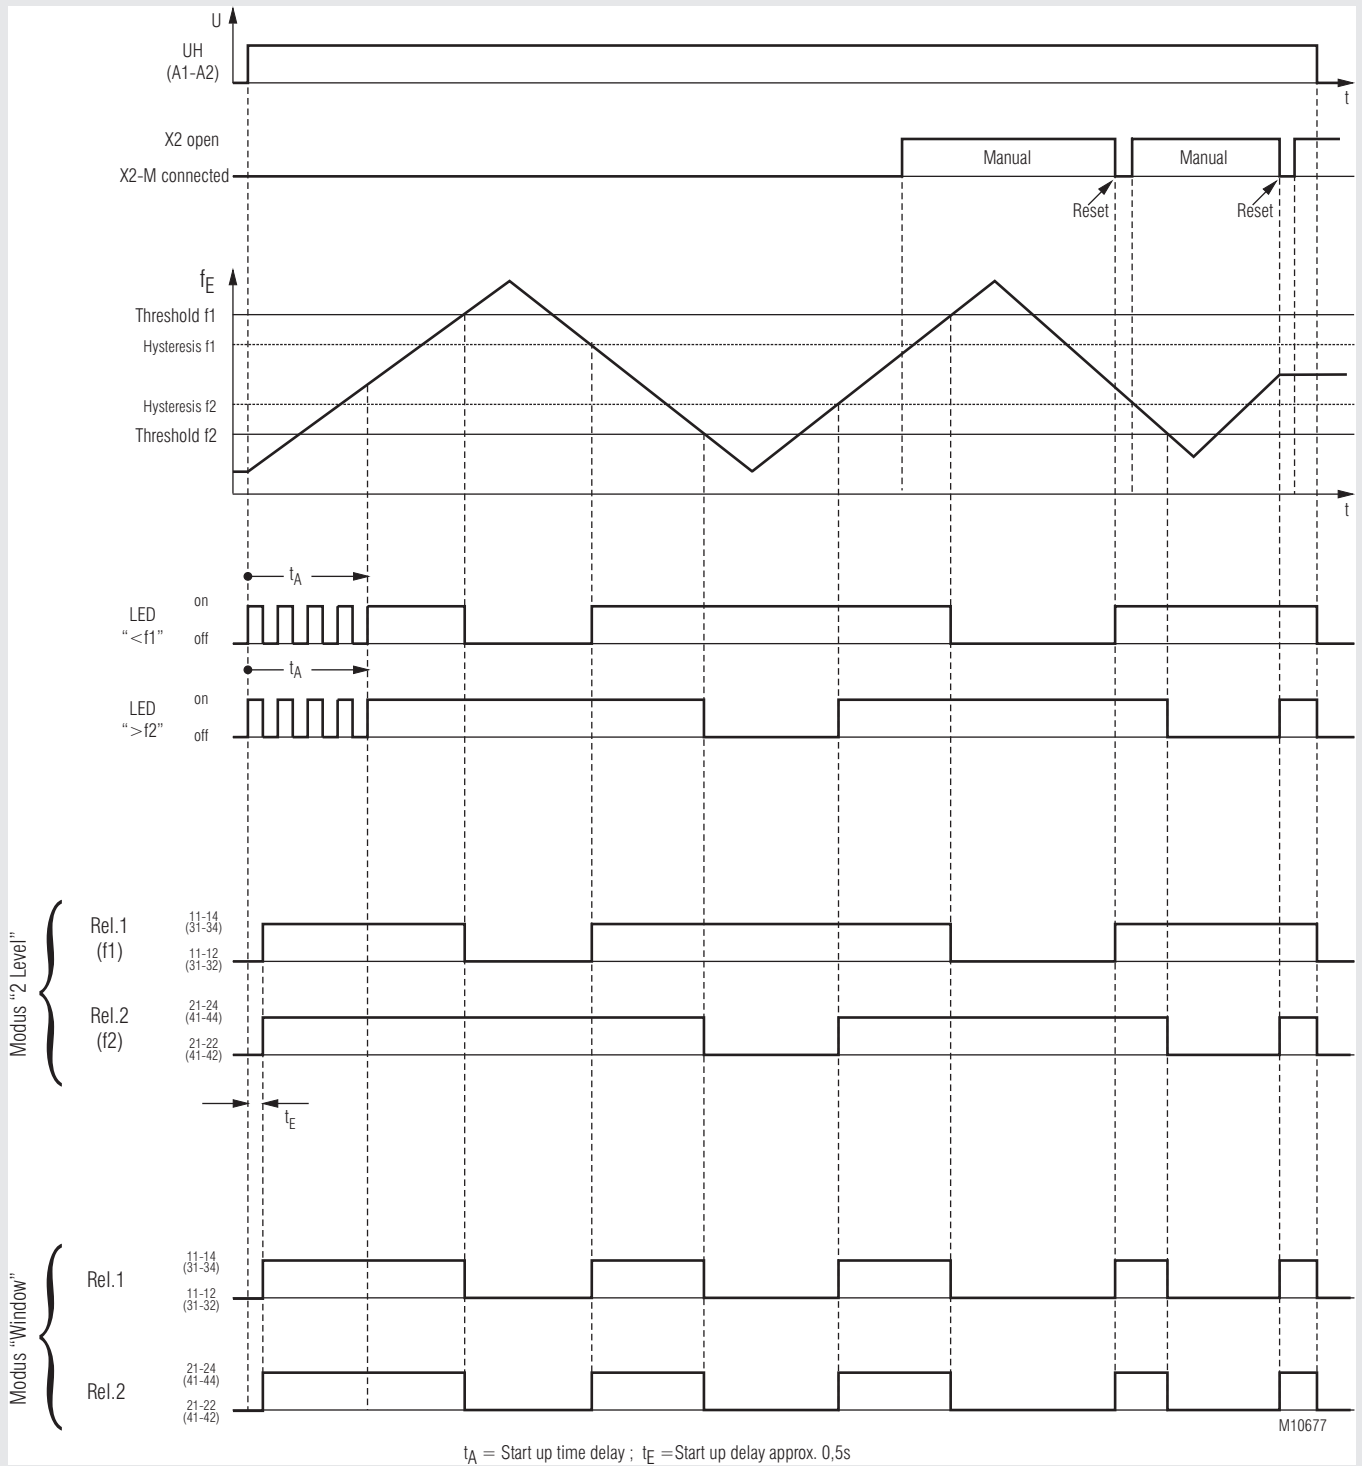 U
UH
(A1-A2)
t
X2 open
X2-M connected
Manual
Manual
Reset
Reset
fE
Threshold f1
Hysteresis f1
Hysteresis f2
Threshold f2
t
tA
LED
“<f1”
on
off
tA
LED
“>f2”
on
off
Modus “2 Level”
Rel.1
(f1)
11-14
(31-34)
11-12
(31-32)
Rel.2
(f2)
21-24
(41-44)
21-22
(41-42)
tE
Modus “Window”
Rel.1
11-14
(31-34)
11-12
(31-32)
Rel.2
21-24
(41-44)
21-22
(41-42)
M10677
tA = Start up time delay ; tE =Start up delay approx. 0,5s